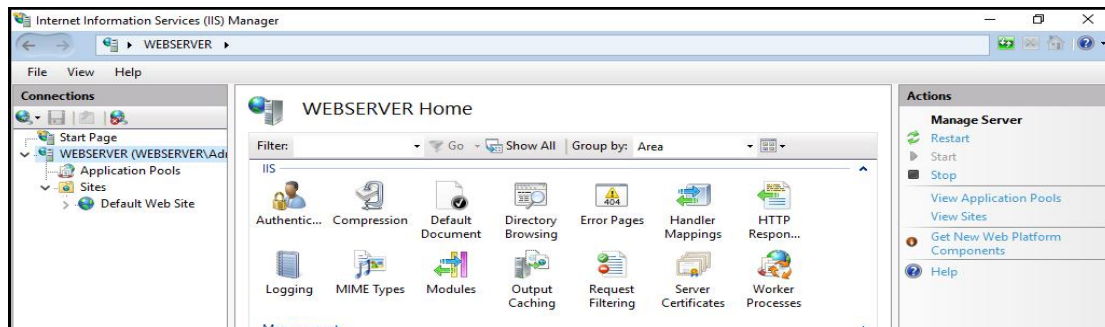 Internet Information Services (IIS) Manager
WEBSERVER
File View Help
Connections
Start Page
WEBSERVER (WEBSERVER\Adm
Application Pools
Sites
Default Web Site
WEBSERVER Home
Filter: Go Show All Group by: Area
IIS
Authentic... Compression Default Document Directory Browsing Error Pages Handler Mappings HTTP Respon...
404
Logging MIME Types Modules Output Caching Request Filtering Server Certificates Worker Processes
Actions
Manage Server
Restart
Start
Stop
View Application Pools
View Sites
Get New Web Platform
Components
Help